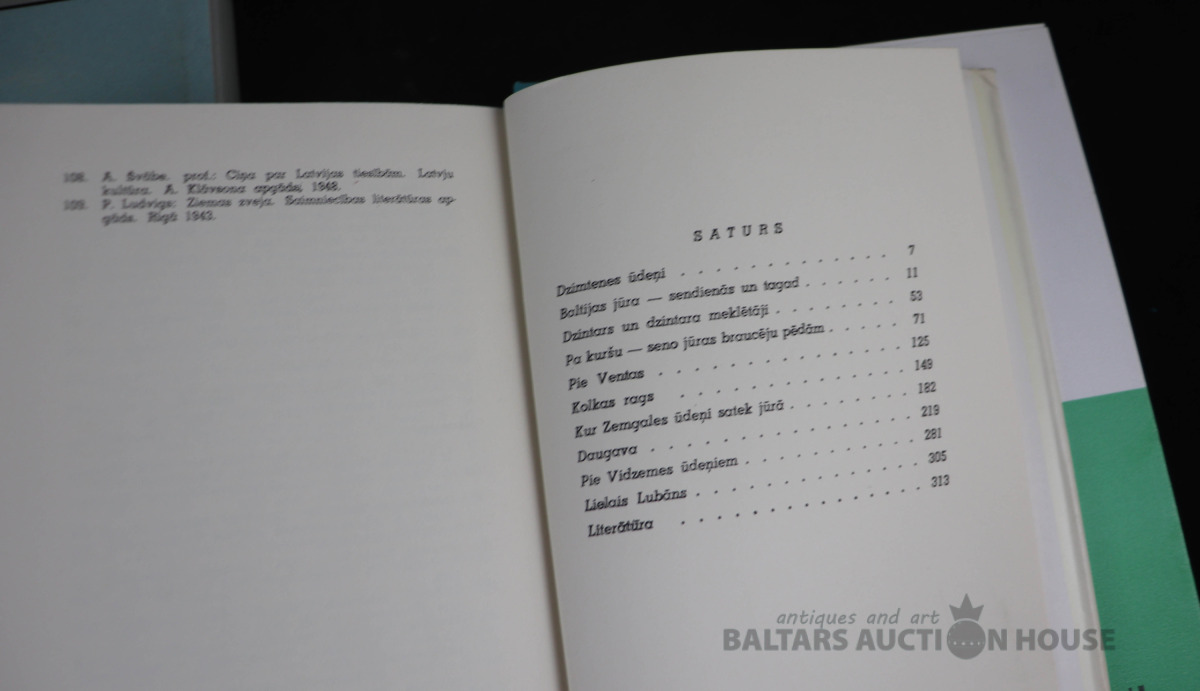 108. A. Švābe. prof.: Cīņa par Latvijas tiesībām. Latvju
kultūra. A. Kļavsona apgāds, 1948.
109. P. Ludvigs: Ziemas zveja. Saimniecības literātūras ap-
gāds. Rīgā 1943.
SATURS
Dzimtenes ūdeņi . . . . . . . . . . . . 7
Baltijas jūra — sendienās un tagad . . . . . . 11
Dzintars un dzintara meklētāji . . . . . . . 53
Pa kuršu — seno jūras braucēju pēdām . . . . . 71
Pie Ventas . . . . . . . . . . . . . 125
Kolkas rags . . . . . . . . . . . . 149
Kur Zemgales ūdeņi satek jūrā . . . . . . . 182
Daugava . . . . . . . . . . . . . 219
Pie Vidzemes ūdeņiem . . . . . . . . . 281
Lielais Lubāns . . . . . . . . . . . 305
Literātūra . . . . . . . . . . . . 313
antiques and art
BALTARS AUCTION HOUSE